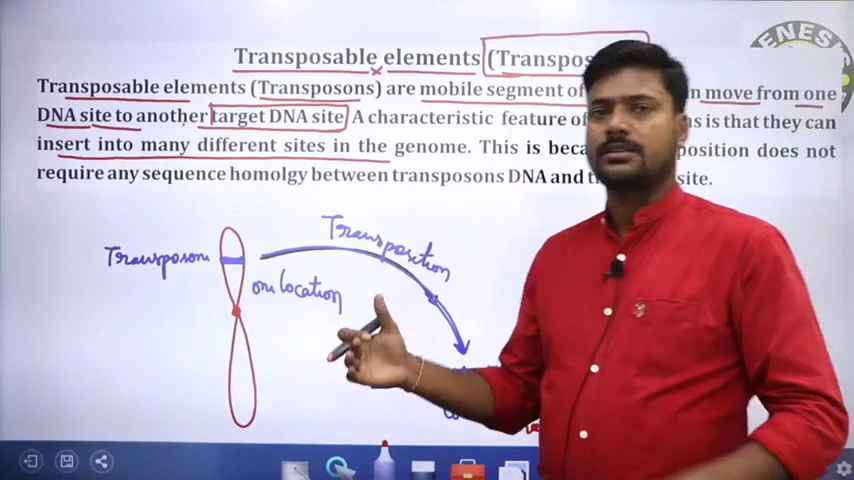 Transposable elements (Transpos
Transposable elements (Transposons) are mobile segment of n move from one
DNA site to another target DNA site A characteristic feature of ns is that they can
insert into many different sites in the genome. This is beca position does not
require any sequence homolgy between transposons DNA and t site.
ENES
Transposon
Transposition
on location